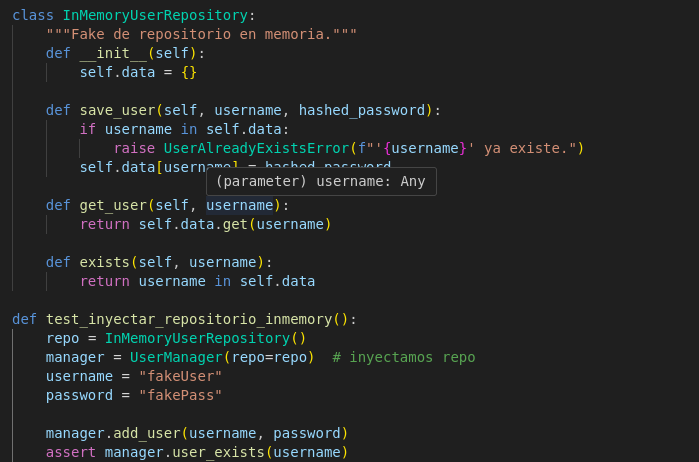 class InMemoryUserRepository:
    """Fake de repositorio en memoria."""
    def __init__(self):
        self.data = {}

    def save_user(self, username, hashed_password):
        if username in self.data:
            raise UserAlreadyExistsError(f"'{username}' ya existe.")
        self.data[username] = hashed_password
(parameter) username: Any
    def get_user(self, username):
        return self.data.get(username)

    def exists(self, username):
        return username in self.data

def test_inyectar_repositorio_inmemory():
    repo = InMemoryUserRepository()
    manager = UserManager(repo=repo)  # inyectamos repo
    username = "fakeUser"
    password = "fakePass"

    manager.add_user(username, password)
    assert manager.user_exists(username)